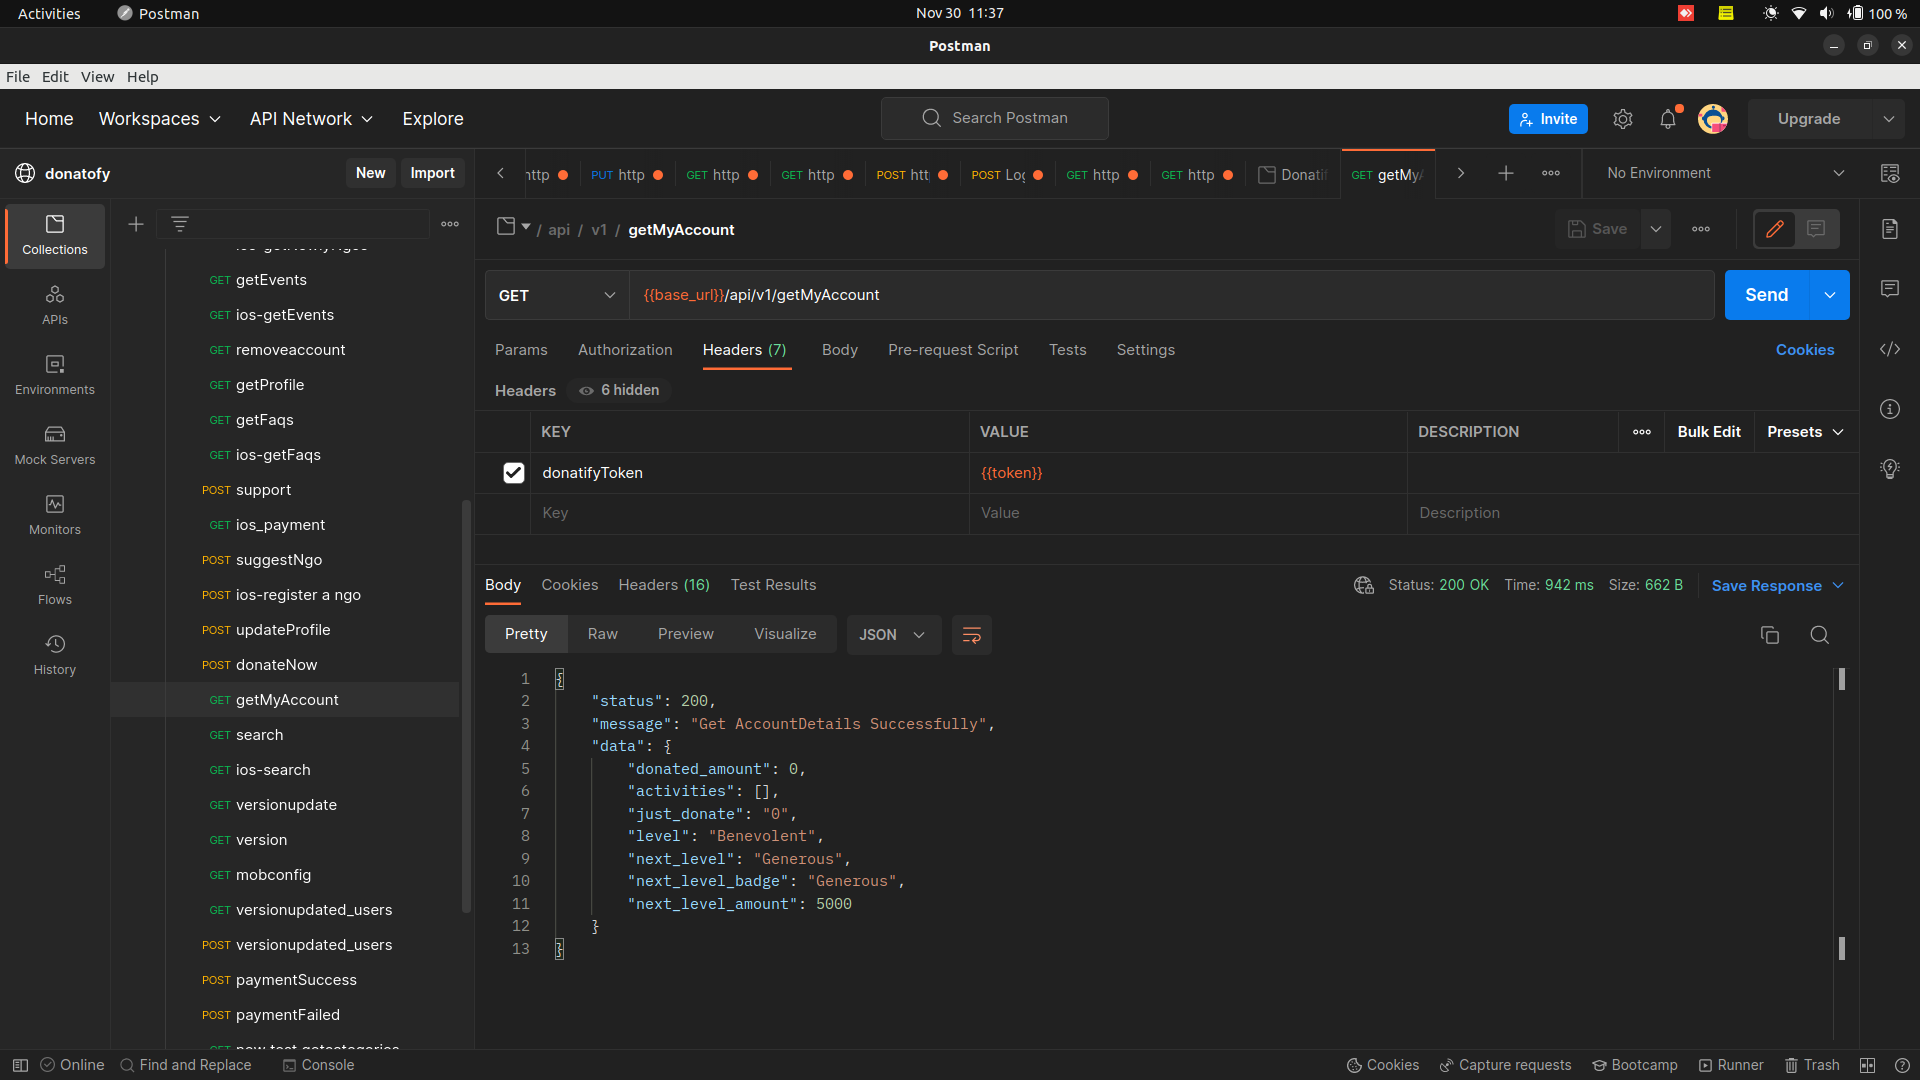 Activities Postman Nov 30 11:37 100 %
Postman
File Edit View Help
Home Workspaces API Network Explore Search Postman Invite Upgrade
donatofy New Import
PUT http GET http GET http POST POST GET http GET http GET No Environment
Collections
APIs
Environments
Mock Servers
Monitors
Flows
History
GET getEvents
GET ios-getEvents
GET removeaccount
GET getProfile
GET getFaqs
GET ios-getFaqs
POST support
GET ios_payment
POST suggestNgo
POST ios-register a ngo
POST updateProfile
POST donateNow
GET getMyAccount
GET search
GET ios-search
GET versionupdate
GET version
GET mobconfig
GET versionupdated_users
POST versionupdated_users
POST paymentSuccess
POST paymentFailed
/ api / v1 / getMyAccount Save
GET {{base_url}}/api/v1/getMyAccount Send
Params Authorization Headers (7) Body Pre-request Script Tests Settings Cookies
Headers 6 hidden
KEY VALUE DESCRIPTION Bulk Edit Presets
donatifyToken {{token}}
Key Value Description
Body Cookies Headers (16) Test Results Status: 200 OK Time: 942 ms Size: 662 B Save Response
Pretty Raw Preview Visualize JSON
1 {
2 "status": 200,
3 "message": "Get AccountDetails Successfully",
4 "data": {
5 "donated_amount": 0,
6 "activities": [],
7 "just_donate": "0",
8 "level": "Benevolent",
9 "next_level": "Generous",
10 "next_level_badge": "Generous",
11 "next_level_amount": 5000
12 }
13 }
Online Find and Replace Console Cookies Capture requests Bootcamp Runner Trash